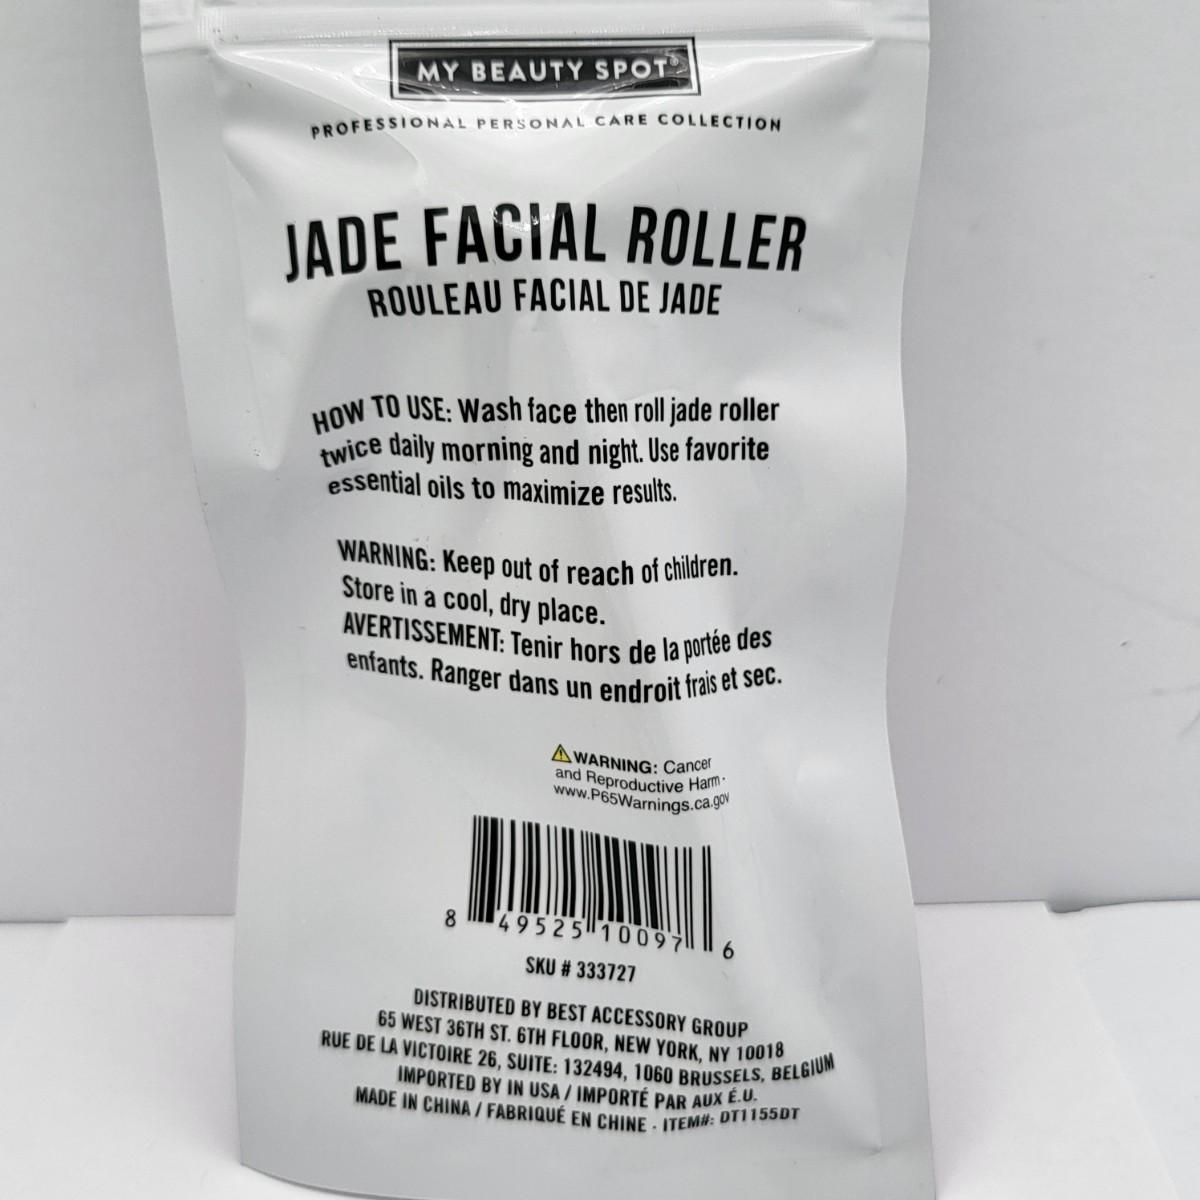 MY BEAUTY SPOT®
PROFESSIONAL PERSONAL CARE COLLECTION
JADE FACIAL ROLLER
ROULEAU FACIAL DE JADE
HOW TO USE: Wash face then roll jade roller
twice daily morning and night. Use favorite
essential oils to maximize results.
WARNING: Keep out of reach of children.
Store in a cool, dry place.
AVERTISSEMENT: Tenir hors de la portée des
enfants. Ranger dans un endroit frais et sec.
WARNING: Cancer
and Reproductive Harm -
www.P65Warnings.ca.gov
8 49525 10097 6
SKU # 333727
DISTRIBUTED BY BEST ACCESSORY GROUP
65 WEST 36TH ST. 6TH FLOOR, NEW YORK, NY 10018
RUE DE LA VICTOIRE 26, SUITE: 132494, 1060 BRUSSELS, BELGIUM
IMPORTED BY IN USA / IMPORTÉ PAR AUX É.U.
MADE IN CHINA / FABRIQUÉ EN CHINE - ITEM#: DT1155DT